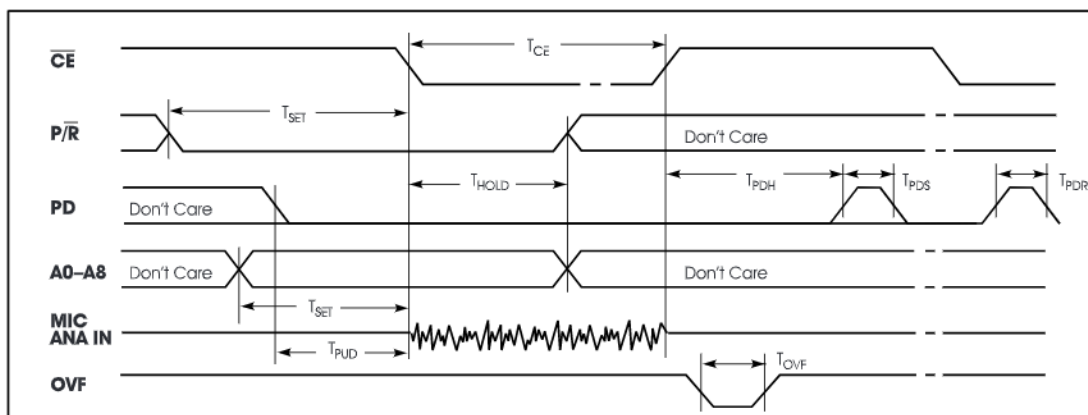 C̅E̅ T_CE
T_SET
P/R̅ Don't Care
T_HOLD T_PDH T_PDS T_PDR
PD Don't Care
A0–A8 Don't Care Don't Care
T_SET
MIC
ANA IN
T_PUD
T_OVF
OVF